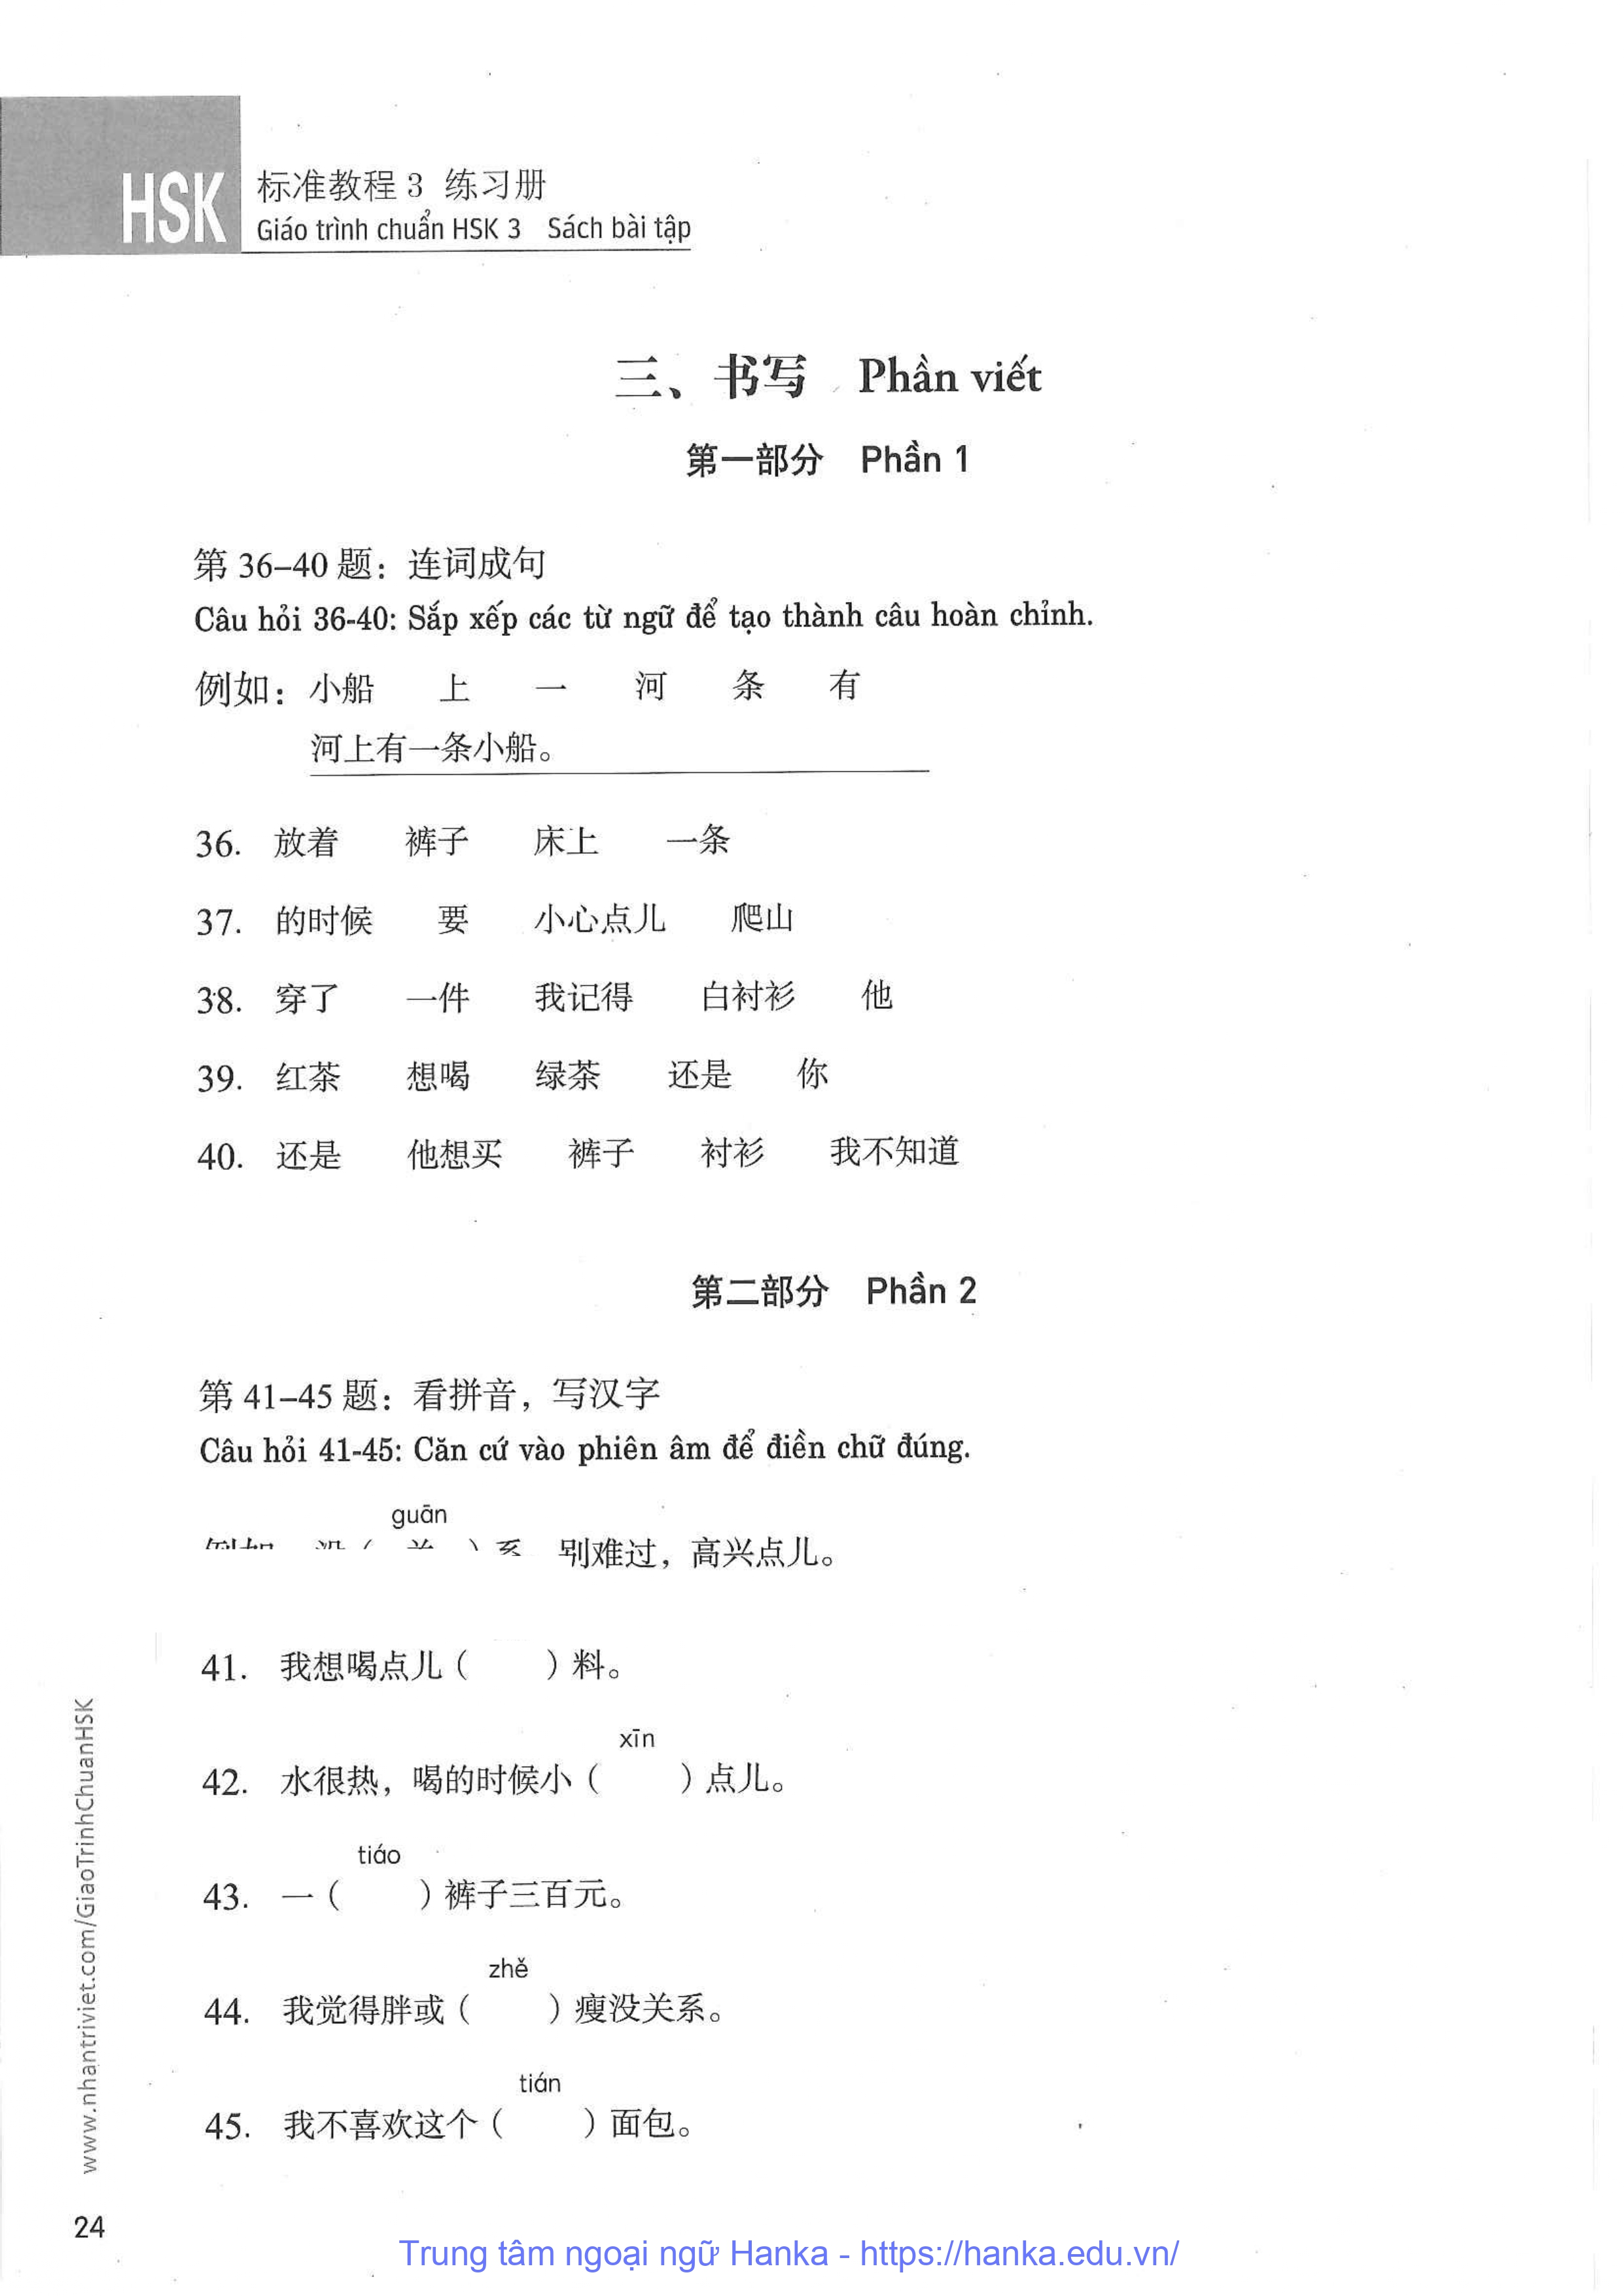 HSK 标准教程 3 练习册
Giáo trình chuẩn HSK 3 Sách bài tập
三、书写 Phần viết
第一部分 Phần 1
第 36–40 题：连词成句
Câu hỏi 36-40: Sắp xếp các từ ngữ để tạo thành câu hoàn chỉnh.
例如：小船 上 一 河 条 有
河上有一条小船。
36. 放着 裤子 床上 一条
37. 的时候 要 小心点儿 爬山
38. 穿了 一件 我记得 白衬衫 他
39. 红茶 想喝 绿茶 还是 你
40. 还是 他想买 裤子 衬衫 我不知道
第二部分 Phần 2
第 41–45 题：看拼音，写汉字
Câu hỏi 41-45: Căn cứ vào phiên âm để điền chữ đúng.
guān
别难过，高兴点儿。
41. 我想喝点儿（ ）料。
xīn
42. 水很热，喝的时候小（ ）点儿。
tiáo
43. 一（ ）裤子三百元。
zhě
44. 我觉得胖或（ ）瘦没关系。
tián
45. 我不喜欢这个（ ）面包。
www.nhantriviet.com/GiaoTrinhChuanHSK
24
Trung tâm ngoại ngữ Hanka - https://hanka.edu.vn/